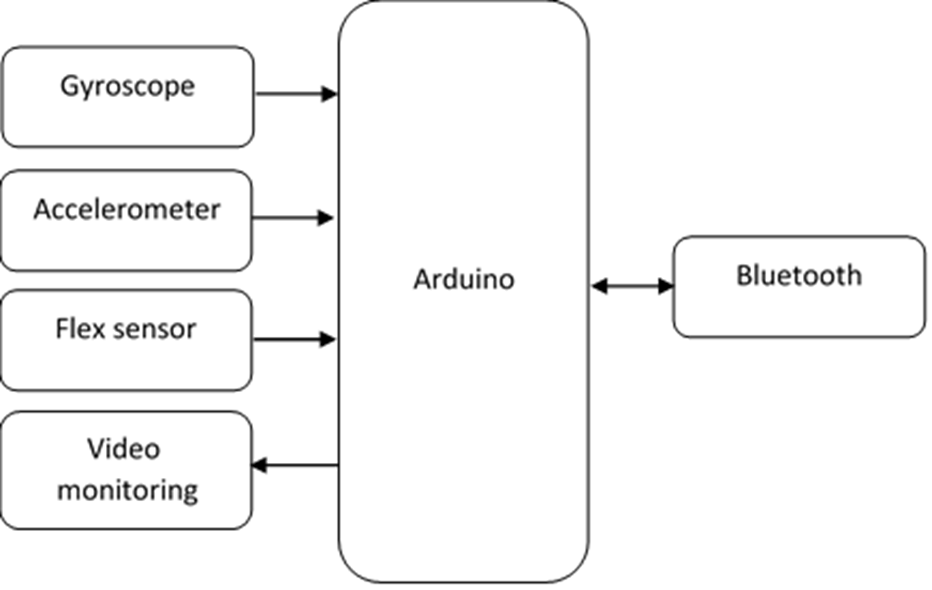 Gyroscope
Accelerometer
Flex sensor
Video
monitoring
Arduino
Bluetooth